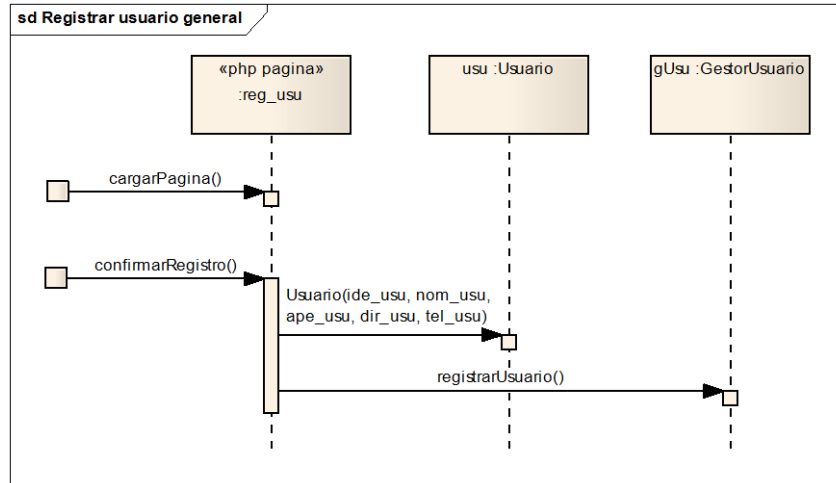 sd Registrar usuario general
«php pagina»
:reg_usu
usu :Usuario
gUsu :GestorUsuario
cargarPagina()
confirmarRegistro()
Usuario(ide_usu, nom_usu,
ape_usu, dir_usu, tel_usu)
registrarUsuario()